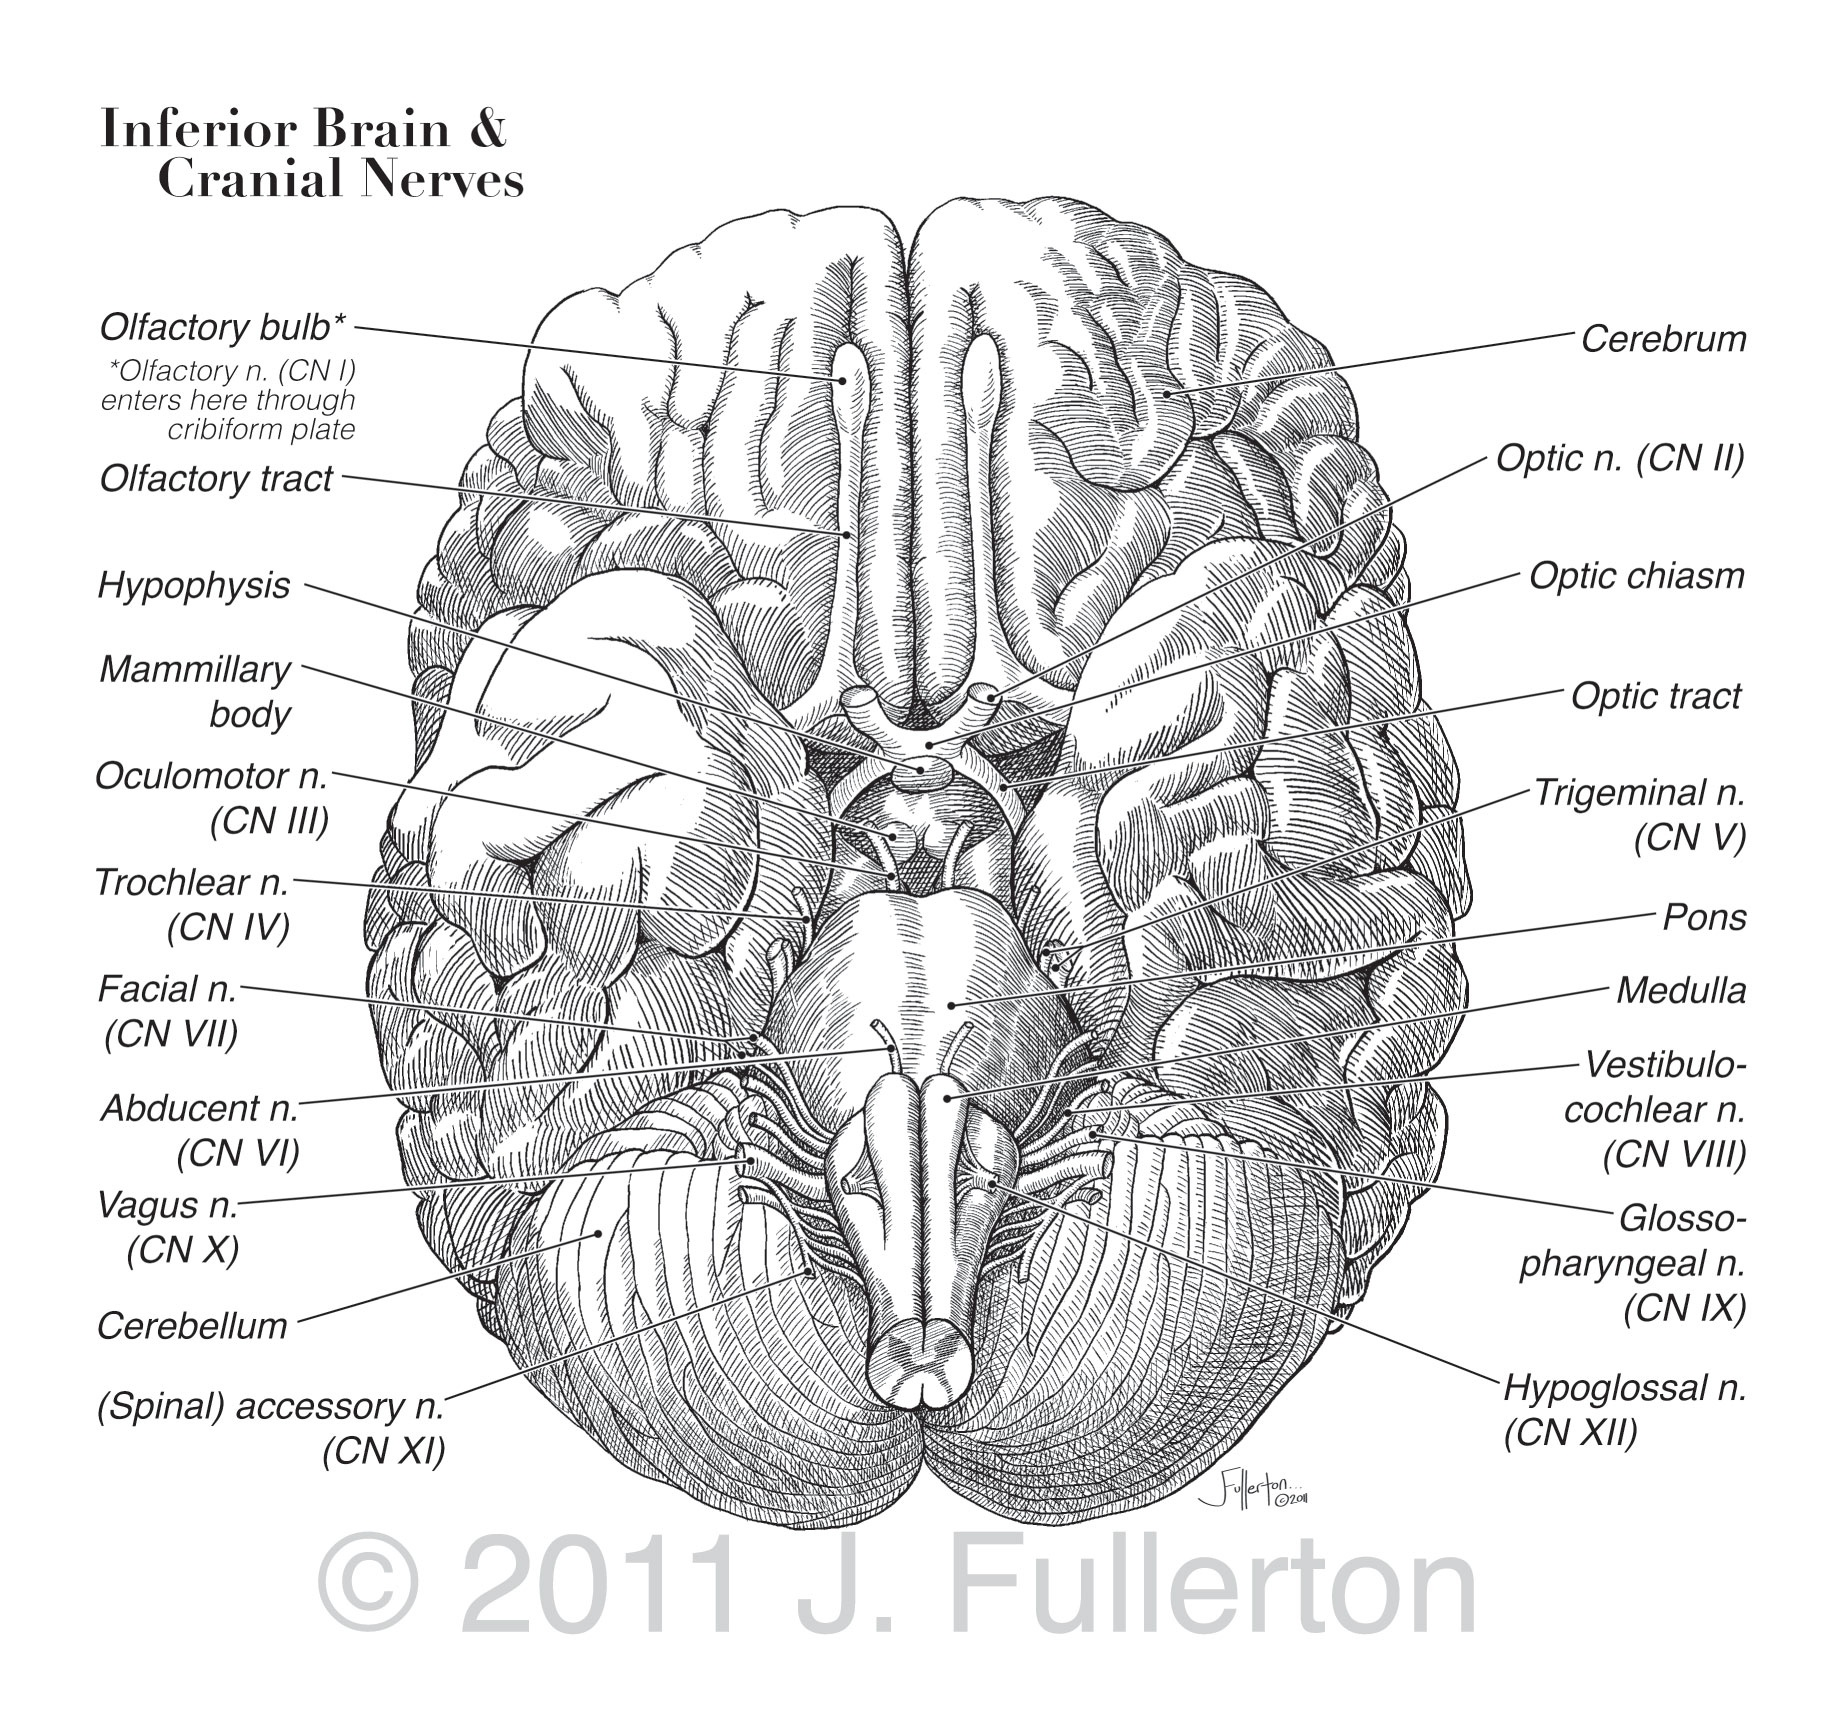 Inferior Brain &
Cranial Nerves
Olfactory bulb*
*Olfactory n. (CN I)
enters here through
cribiform plate
Olfactory tract
Hypophysis
Mammillary
body
Oculomotor n.
(CN III)
Trochlear n.
(CN IV)
Facial n.
(CN VII)
Abducent n.
(CN VI)
Vagus n.
(CN X)
Cerebellum
(Spinal) accessory n.
(CN XI)
Cerebrum
Optic n. (CN II)
Optic chiasm
Optic tract
Trigeminal n.
(CN V)
Pons
Medulla
Vestibulo-
cochlear n.
(CN VIII)
Glosso-
pharyngeal n.
(CN IX)
Hypoglossal n.
(CN XII)
JFullerton...
©2011
© 2011 J. Fullerton